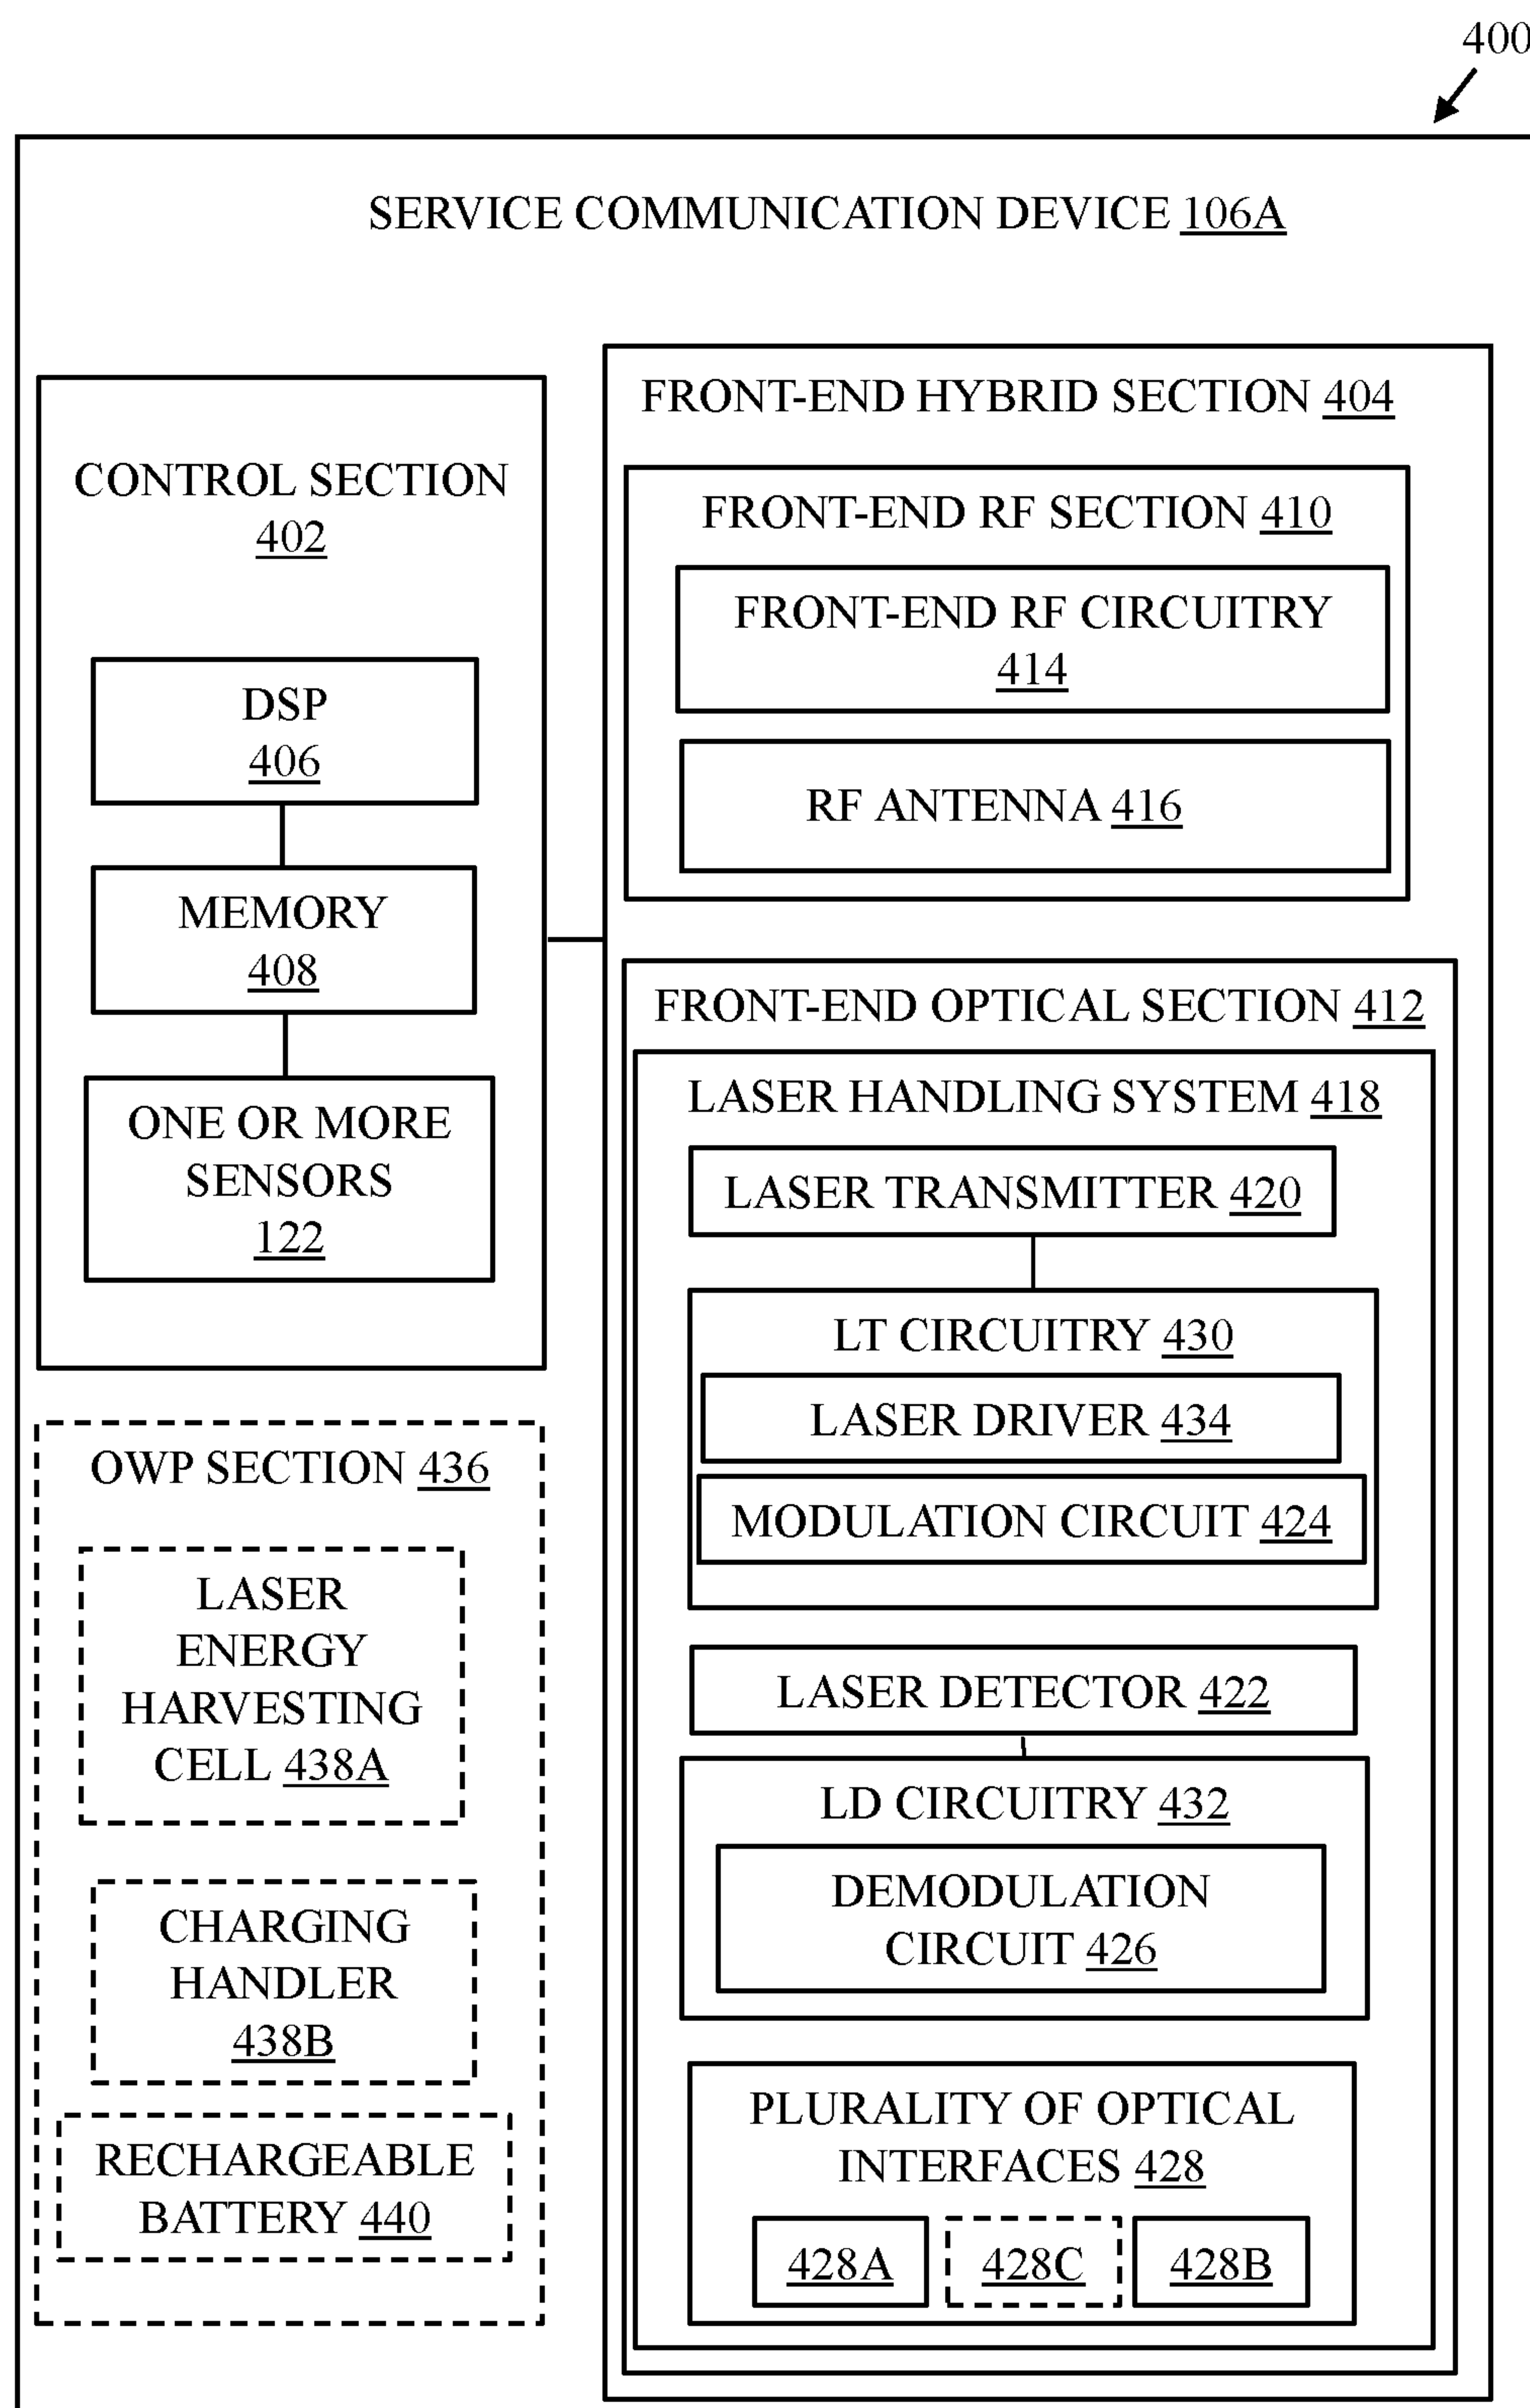 400
SERVICE COMMUNICATION DEVICE 106A
CONTROL SECTION
402
DSP
406
MEMORY
408
ONE OR MORE
SENSORS
122
OWP SECTION 436
LASER
ENERGY
HARVESTING
CELL 438A
CHARGING
HANDLER
438B
RECHARGEABLE
BATTERY 440
FRONT-END HYBRID SECTION 404
FRONT-END RF SECTION 410
FRONT-END RF CIRCUITRY
414
RF ANTENNA 416
FRONT-END OPTICAL SECTION 412
LASER HANDLING SYSTEM 418
LASER TRANSMITTER 420
LT CIRCUITRY 430
LASER DRIVER 434
MODULATION CIRCUIT 424
LASER DETECTOR 422
LD CIRCUITRY 432
DEMODULATION
CIRCUIT 426
PLURALITY OF OPTICAL
INTERFACES 428
428A 428C 428B